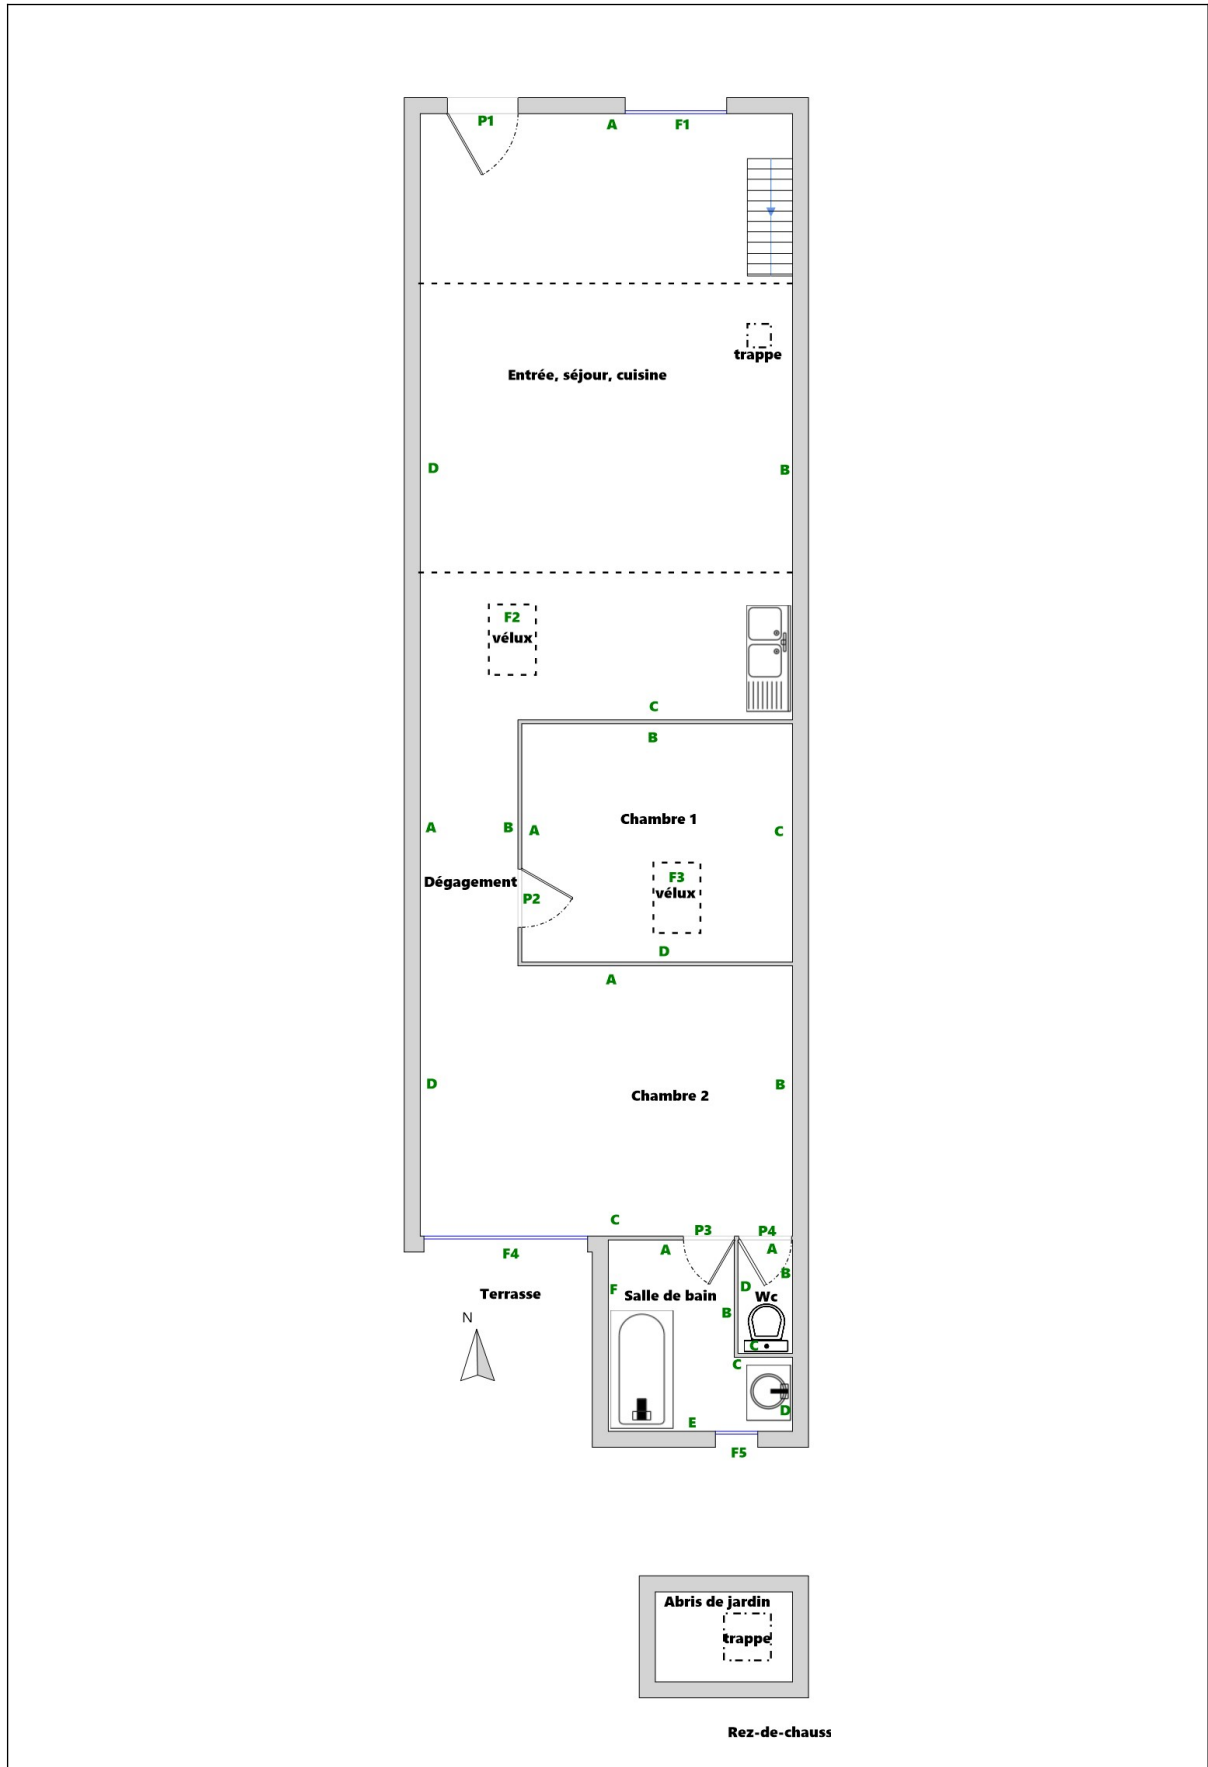 P1
A
F1
trappe
Entrée, séjour, cuisine
D
B
F2
vélux
C
B
Chambre 1
A
B
A
C
Dégagement
F3
vélux
P2
D
A
D
B
Chambre 2
C
P3
P4
F4
A
A
B
D
F
Terrasse
Salle de bain
Wc
B
N
C
C
D
E
F5
Abris de jardin
trappe
Rez-de-chauss